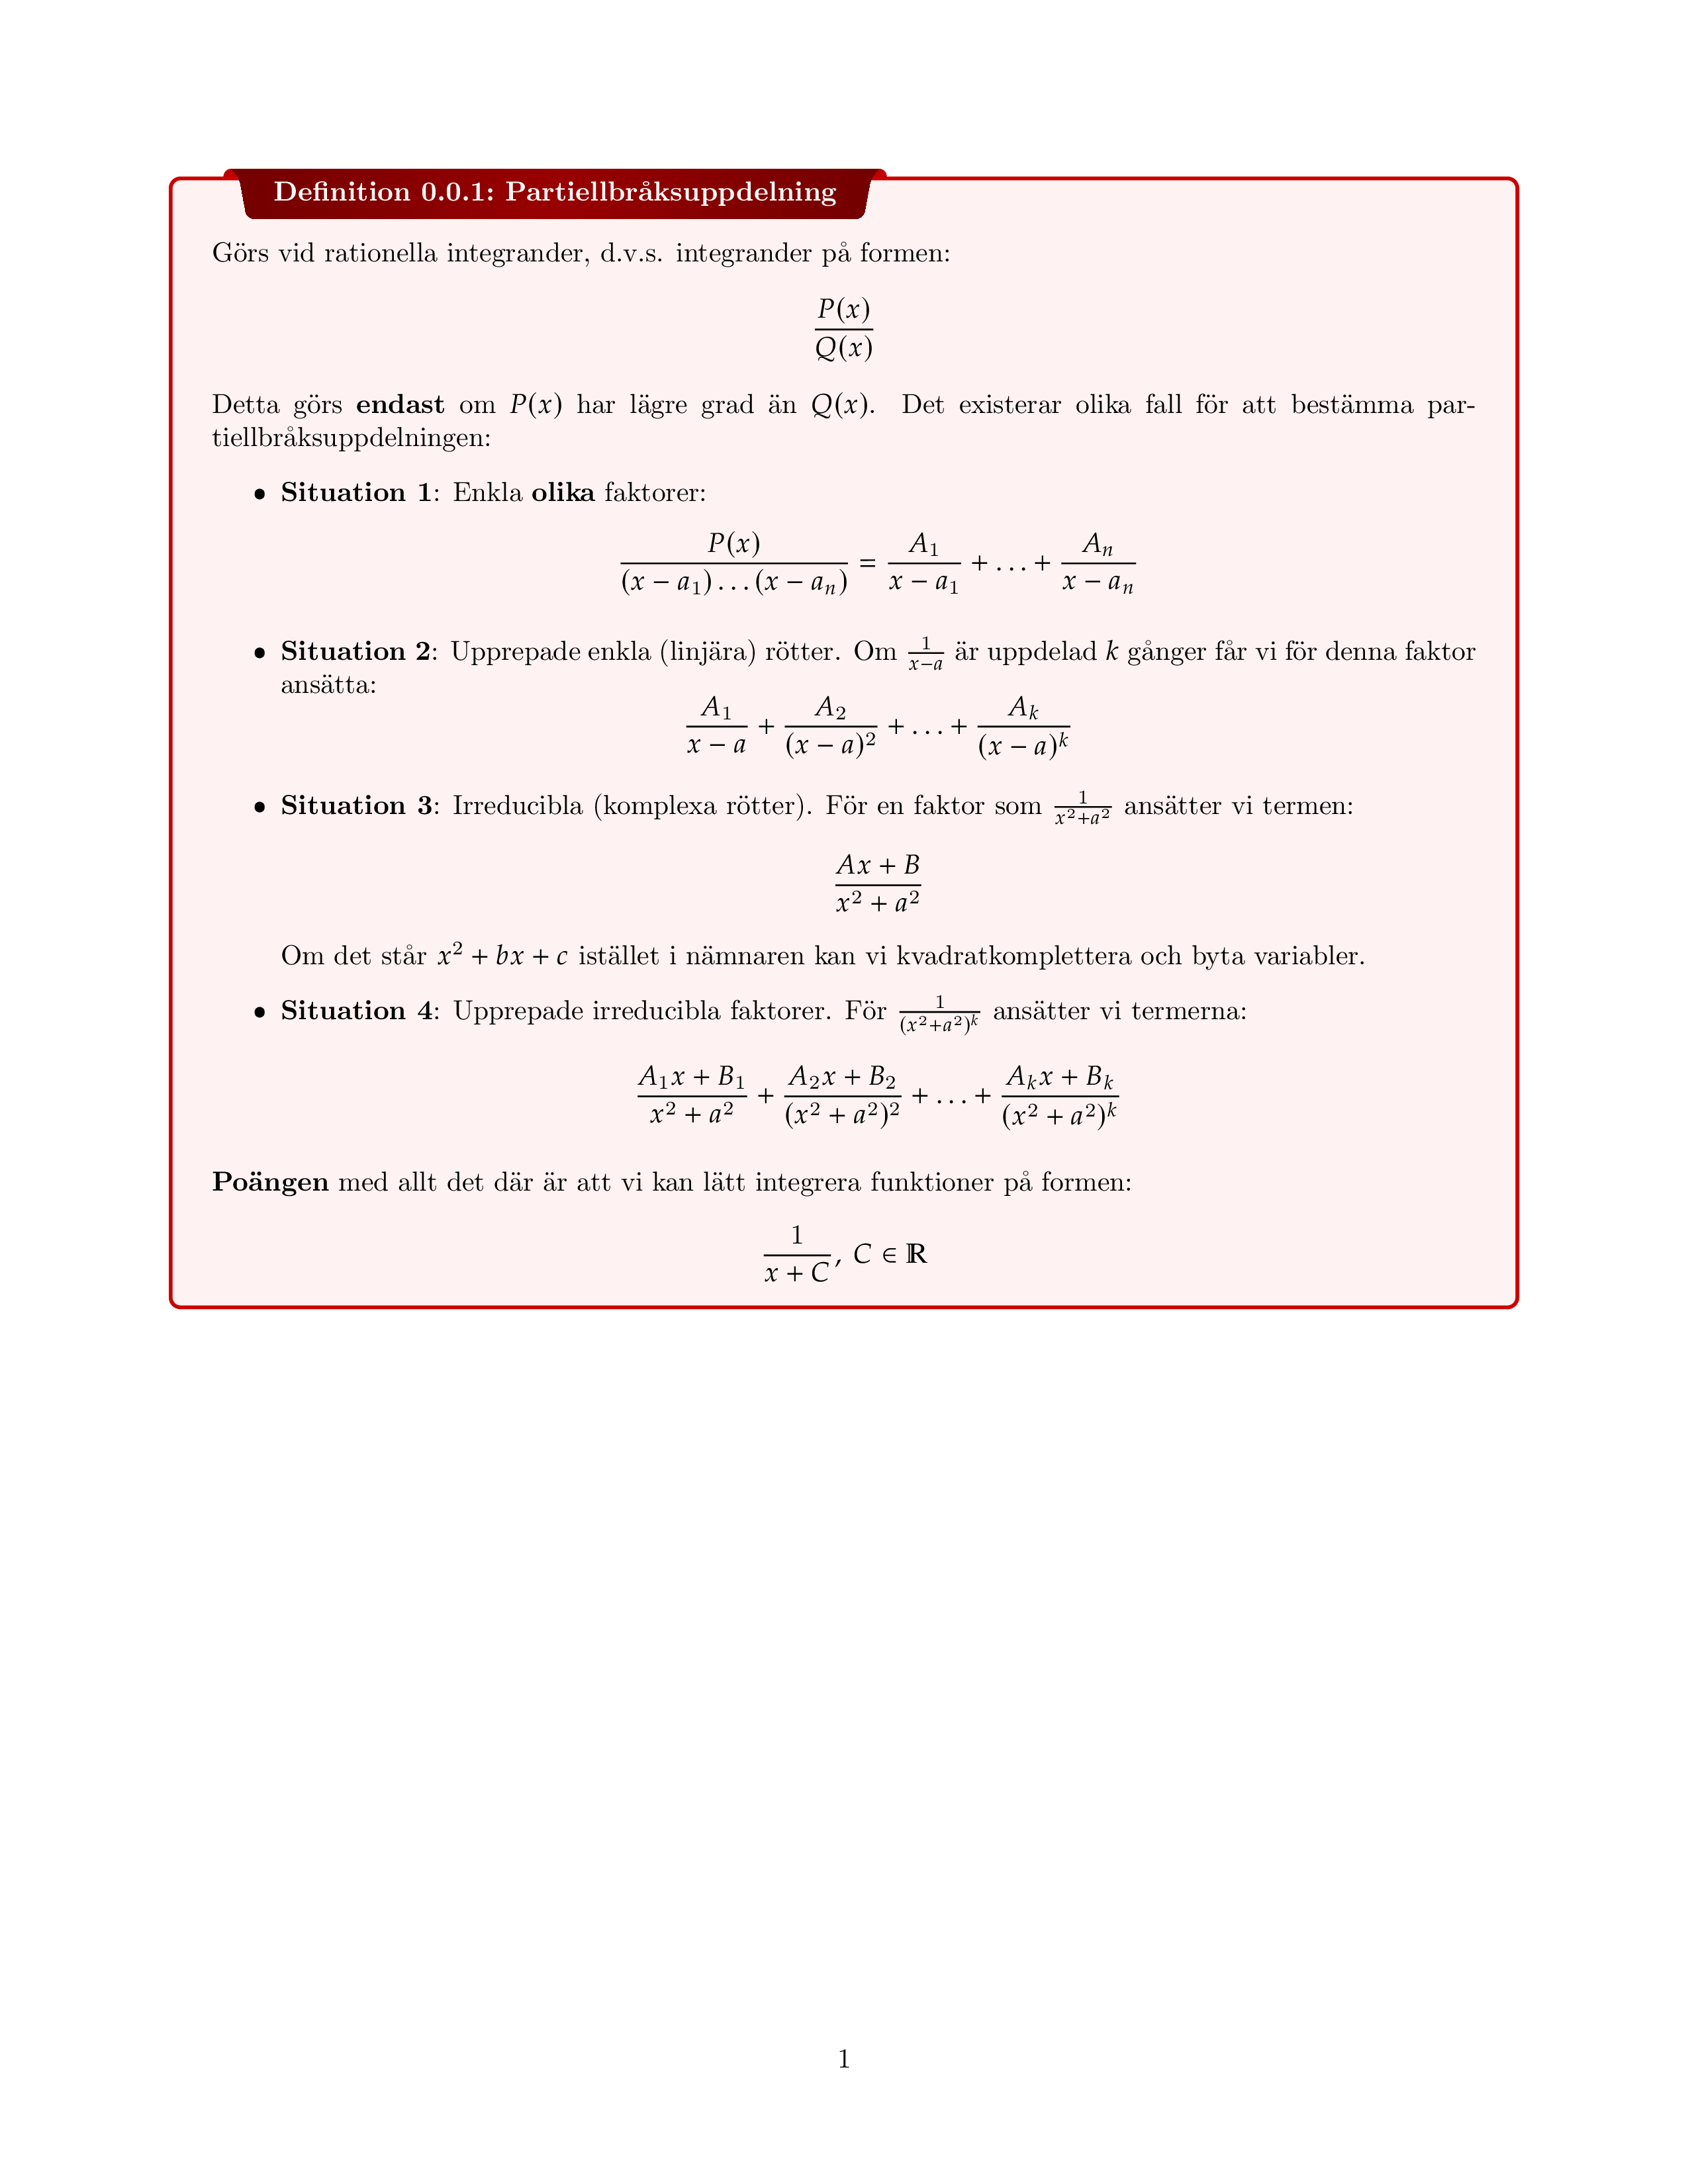 Definition 0.0.1: Partiellbråksuppdelning
Görs vid rationella integrander, d.v.s. integrander på formen:
$$\frac{P(x)}{Q(x)}$$
Detta görs endast om $P(x)$ har lägre grad än $Q(x)$. Det existerar olika fall för att bestämma par-
tiellbråksuppdelningen:
• Situation 1: Enkla olika faktorer:
$$\frac{P(x)}{(x-a_1)\ldots(x-a_n)} = \frac{A_1}{x-a_1} + \ldots + \frac{A_n}{x-a_n}$$
• Situation 2: Upprepade enkla (linjära) rötter. Om $\frac{1}{x-a}$ är uppdelad $k$ gånger får vi för denna faktor
ansätta:
$$\frac{A_1}{x-a} + \frac{A_2}{(x-a)^2} + \ldots + \frac{A_k}{(x-a)^k}$$
• Situation 3: Irreducibla (komplexa rötter). För en faktor som $\frac{1}{x^2+a^2}$ ansätter vi termen:
$$\frac{Ax+B}{x^2+a^2}$$
Om det står $x^2+bx+c$ istället i nämnaren kan vi kvadratkomplettera och byta variabler.
• Situation 4: Upprepade irreducibla faktorer. För $\frac{1}{(x^2+a^2)^k}$ ansätter vi termerna:
$$\frac{A_1x+B_1}{x^2+a^2} + \frac{A_2x+B_2}{(x^2+a^2)^2} + \ldots + \frac{A_kx+B_k}{(x^2+a^2)^k}$$
Poängen med allt det där är att vi kan lätt integrera funktioner på formen:
$$\frac{1}{x+C},\ C \in \mathbb{R}$$
1